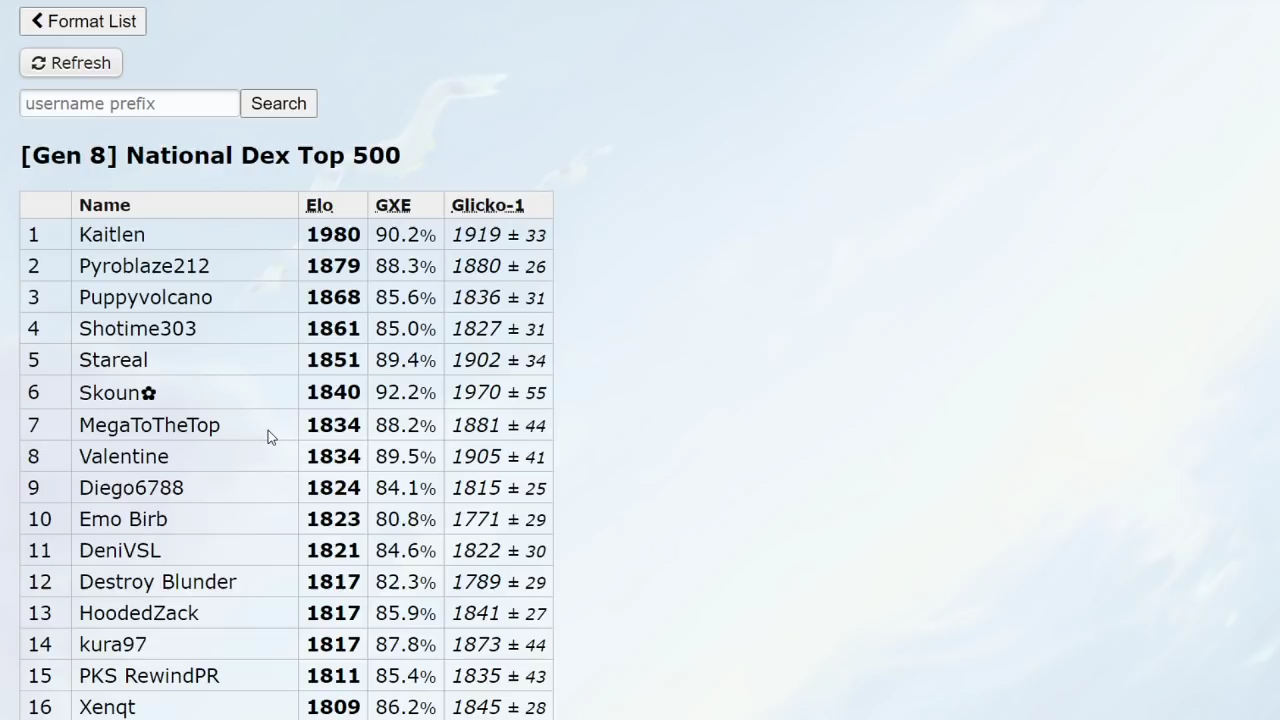 Format List
Refresh
username prefix Search
[Gen 8] National Dex Top 500
Name Elo GXE Glicko-1
1 Kaitlen 1980 90.2% 1919 ± 33
2 Pyroblaze212 1879 88.3% 1880 ± 26
3 Puppyvolcano 1868 85.6% 1836 ± 31
4 Shotime303 1861 85.0% 1827 ± 31
5 Stareal 1851 89.4% 1902 ± 34
6 Skoun✿ 1840 92.2% 1970 ± 55
7 MegaToTheTop 1834 88.2% 1881 ± 44
8 Valentine 1834 89.5% 1905 ± 41
9 Diego6788 1824 84.1% 1815 ± 25
10 Emo Birb 1823 80.8% 1771 ± 29
11 DeniVSL 1821 84.6% 1822 ± 30
12 Destroy Blunder 1817 82.3% 1789 ± 29
13 HoodedZack 1817 85.9% 1841 ± 27
14 kura97 1817 87.8% 1873 ± 44
15 PKS RewindPR 1811 85.4% 1835 ± 43
16 Xenqt 1809 86.2% 1845 ± 28